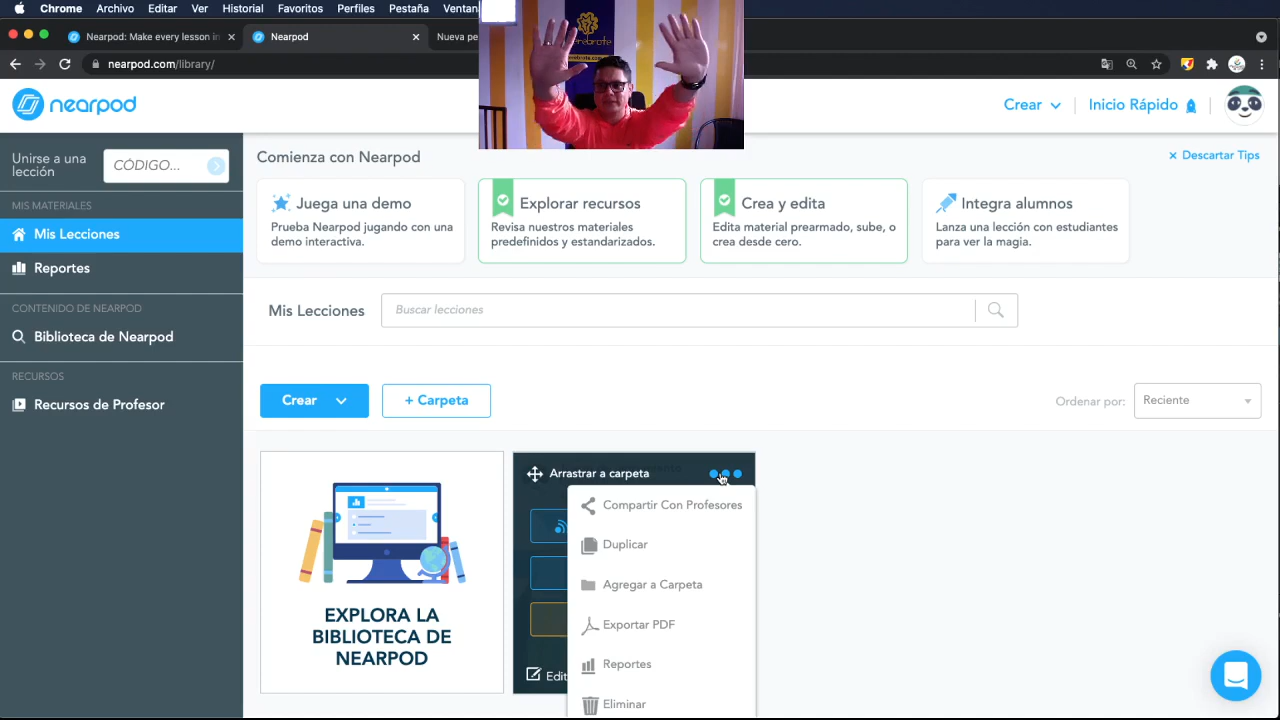 Chrome Archivo Editar Ver Historial Favoritos Perfiles Pestaña Ventan
Nearpod: Make every lesson in
Nearpod
Nueva pe
nearpod.com/library/
nearpod
Crear
Inicio Rápido
Unirse a una
lección
CÓDIGO...
MIS MATERIALES
Mis Lecciones
Reportes
CONTENIDO DE NEARPOD
Biblioteca de Nearpod
RECURSOS
Recursos de Profesor
Comienza con Nearpod
× Descartar Tips
Juega una demo
Prueba Nearpod jugando con una
demo interactiva.
Explorar recursos
Revisa nuestros materiales
predefinidos y estandarizados.
Crea y edita
Edita material prearmado, sube, o
crea desde cero.
Integra alumnos
Lanza una lección con estudiantes
para ver la magia.
Mis Lecciones
Buscar lecciones
Crear
+ Carpeta
Ordenar por:
Reciente
EXPLORA LA
BIBLIOTECA DE
NEARPOD
Arrastrar a carpeta
Compartir Con Profesores
Duplicar
Agregar a Carpeta
Exportar PDF
Reportes
Eliminar
Edit